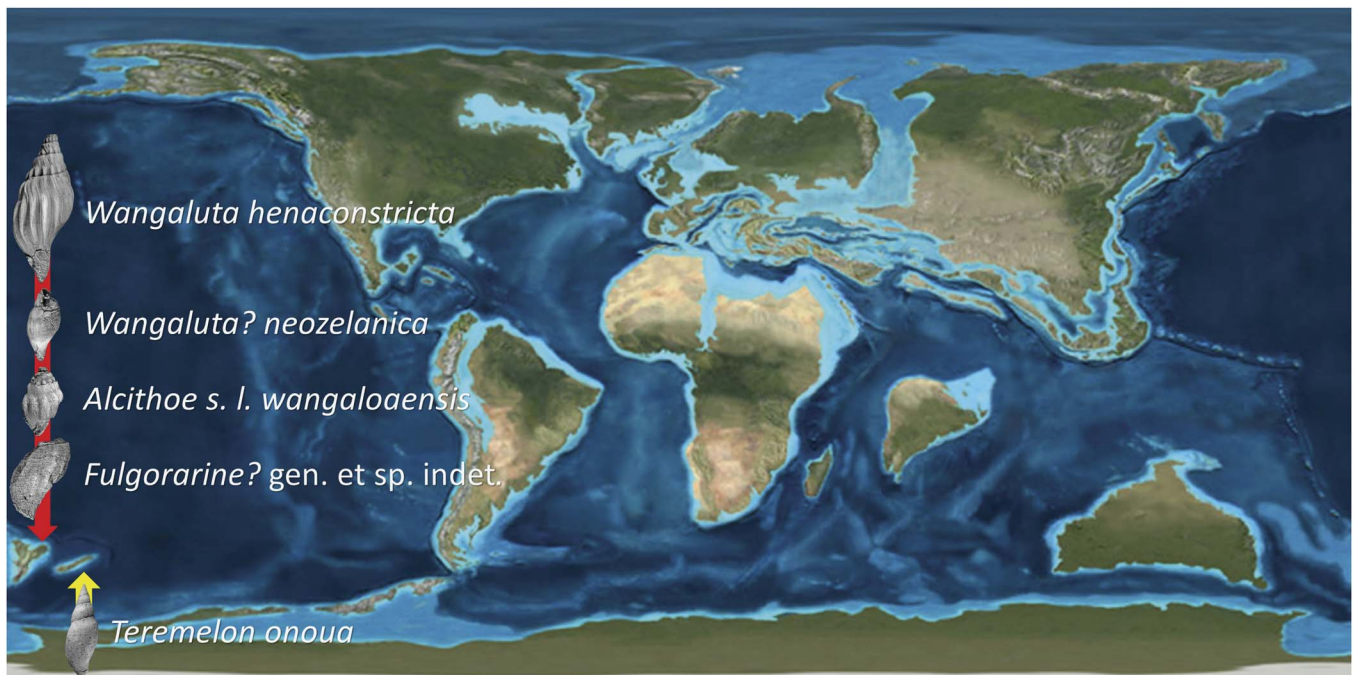 Wangaluta henaconstricta
Wangaluta? neozelanica
Alcithoe s. l. wangaloaensis
Fulgorarine? gen. et sp. indet.
Teremelon onoua